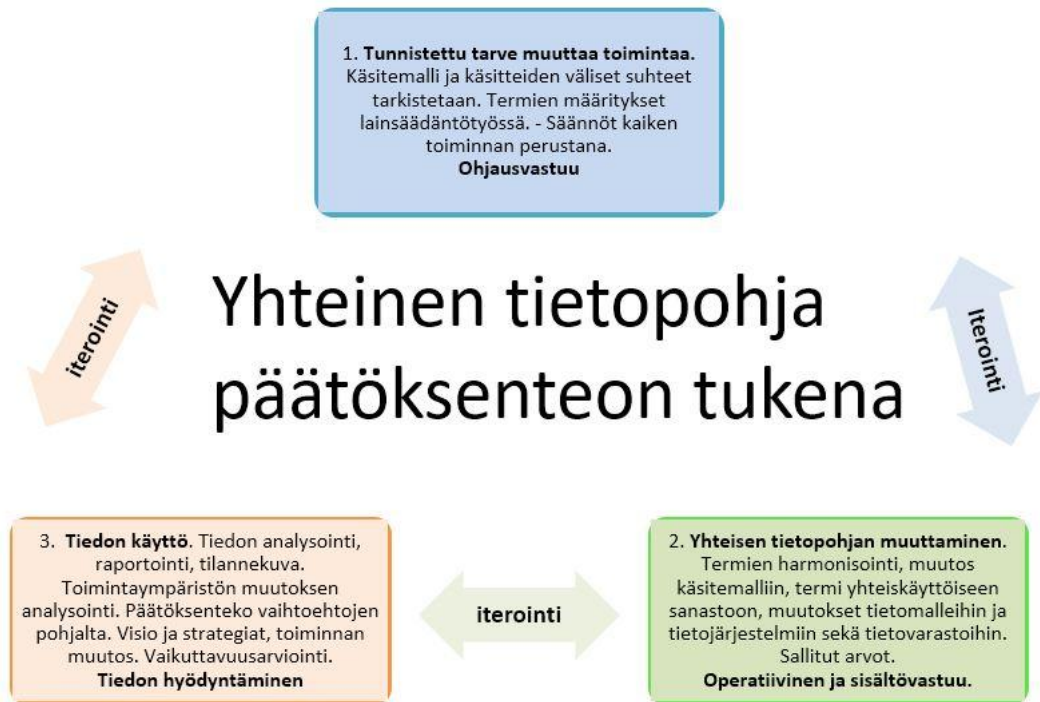 1. Tunnistettu tarve muuttaa toimintaa.
Käsitemalli ja käsitteiden väliset suhteet
tarkistetaan. Termien määritykset
lainsäädäntötyössä. - Säännöt kaiken
toiminnan perustana.
Ohjausvastuu
iterointi
Yhteinen tietopohja
päätöksenteon tukena
Iterointi
3. Tiedon käyttö. Tiedon analysointi,
raportointi, tilannekuva.
Toimintaympäristön muutoksen
analysointi. Päätöksenteko vaihtoehtojen
pohjalta. Visio ja strategiat, toiminnan
muutos. Vaikuttavuusarviointi.
Tiedon hyödyntäminen
iterointi
2. Yhteisen tietopohjan muuttaminen.
Termien harmonisointi, muutos
käsitemalliin, termi yhteiskäyttöiseen
sanastoon, muutokset tietomalleihin ja
tietojärjestelmiin sekä tietovarastoihin.
Sallitut arvot.
Operatiivinen ja sisältövastuu.